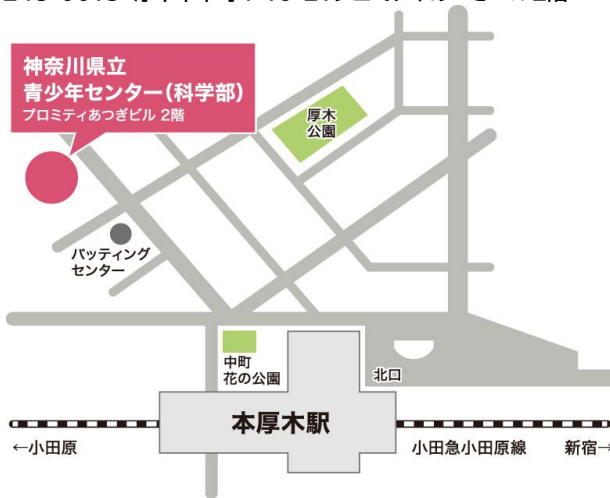 神奈川県立
青少年センター(科学部)
プロミティあつぎビル 2階
厚木
公園
バッティング
センター
中町
花の公園
北口
本厚木駅
←小田原
小田急小田原線
新宿→